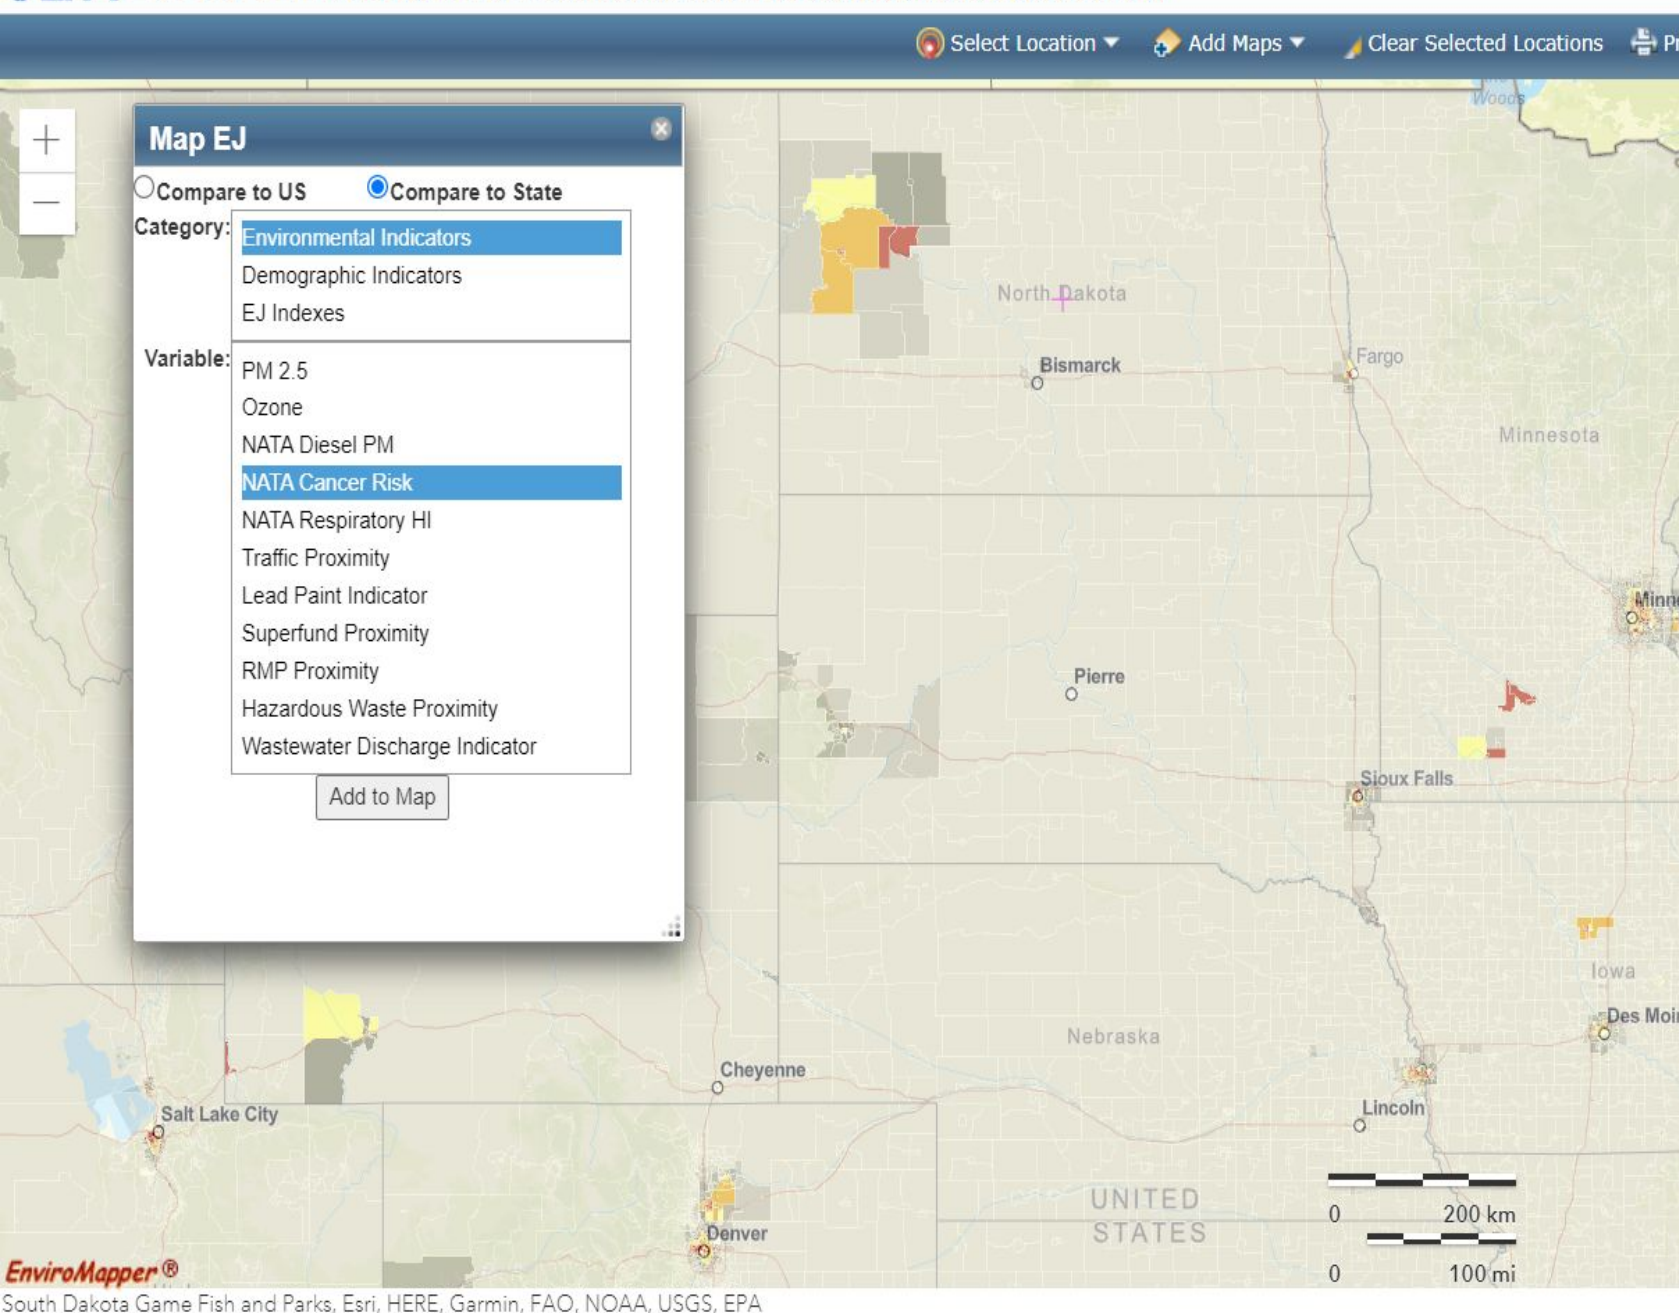 Select Location
Add Maps
Clear Selected Locations
Woods
Map EJ
Compare to US
Compare to State
Category:
Environmental Indicators
Demographic Indicators
EJ Indexes
Variable:
PM 2.5
Ozone
NATA Diesel PM
NATA Cancer Risk
NATA Respiratory HI
Traffic Proximity
Lead Paint Indicator
Superfund Proximity
RMP Proximity
Hazardous Waste Proximity
Wastewater Discharge Indicator
Add to Map
North Dakota
Bismarck
Fargo
Minnesota
Minne
Pierre
Sioux Falls
Iowa
Des Moi
Nebraska
Cheyenne
Salt Lake City
Lincoln
UNITED
STATES
Denver
0 200 km
0 100 mi
EnviroMapper®
South Dakota Game Fish and Parks, Esri, HERE, Garmin, FAO, NOAA, USGS, EPA